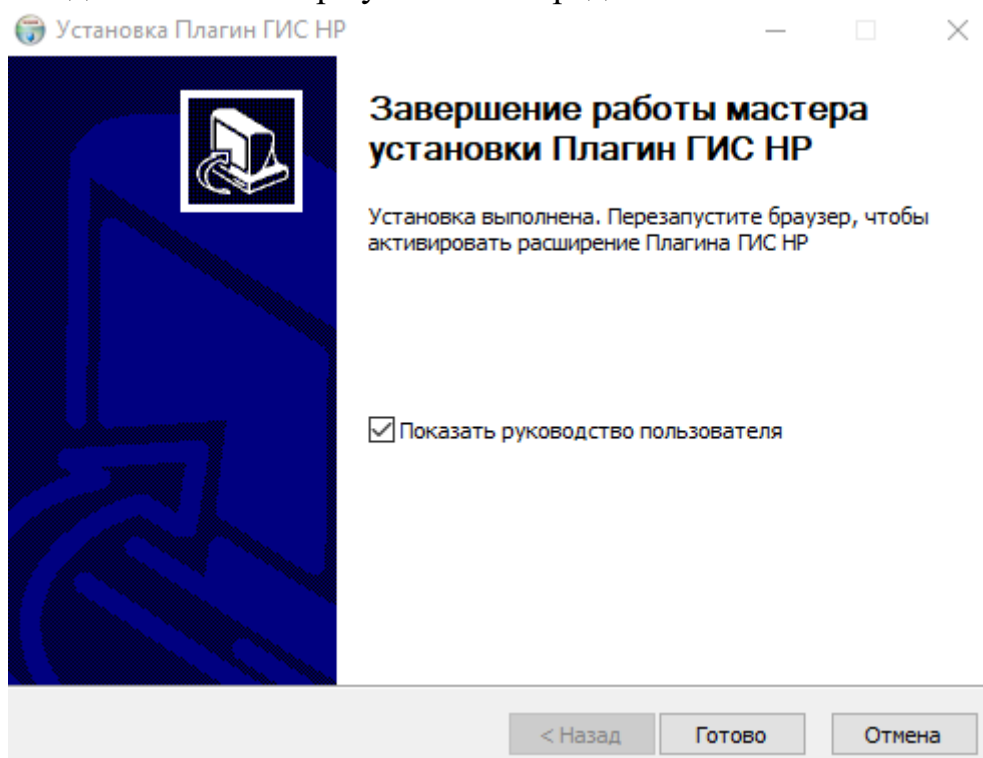 Установка Плагин ГИС НР
Завершение работы мастера
установки Плагин ГИС НР
Установка выполнена. Перезапустите браузер, чтобы
активировать расширение Плагина ГИС НР
Показать руководство пользователя
< Назад
Готово
Отмена